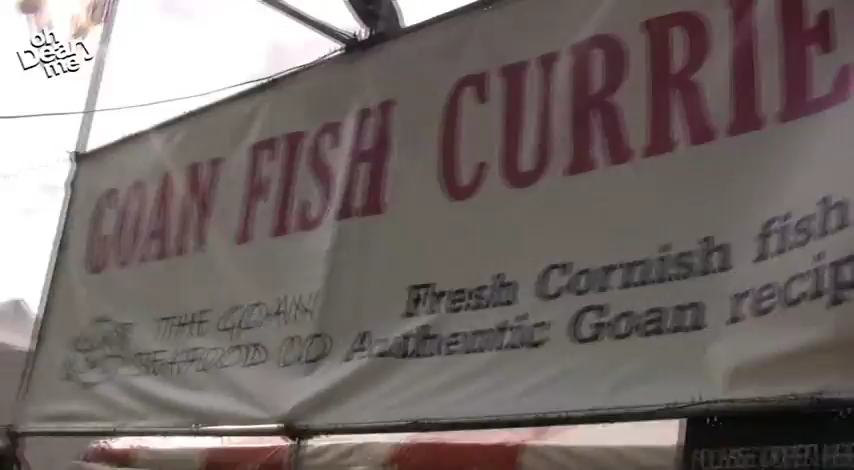 oh
Dean
me
GOAN FISH CURRIE
THE GOAN
SEAFOOD CO
Fresh Cornish fish
Authentic Goan recip